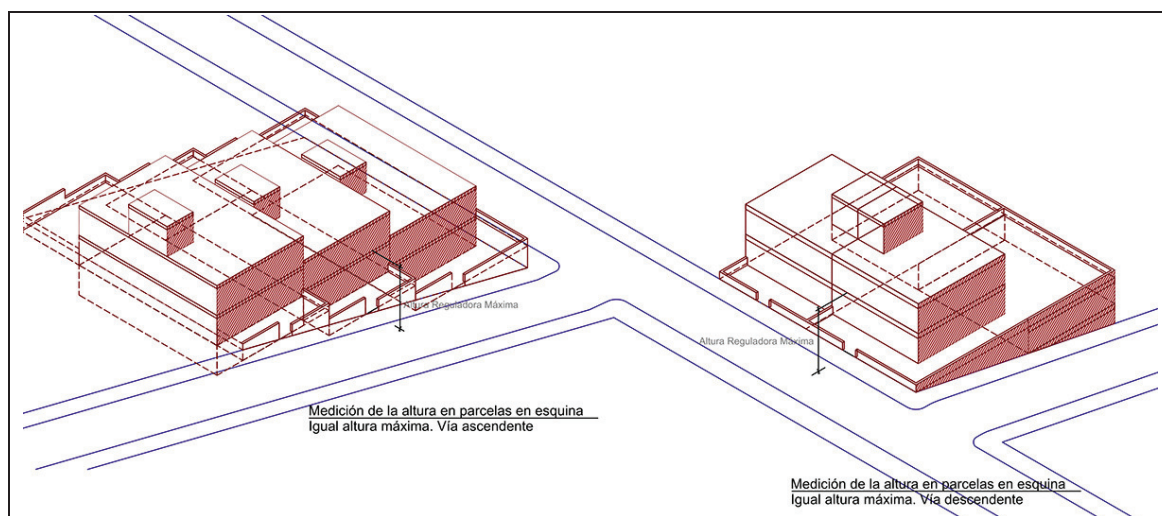 Altura Reguladora Máxima
Medición de la altura en parcelas en esquina
Igual altura máxima. Vía ascendente
Altura Reguladora Máxima
Medición de la altura en parcelas en esquina
Igual altura máxima. Vía descendente